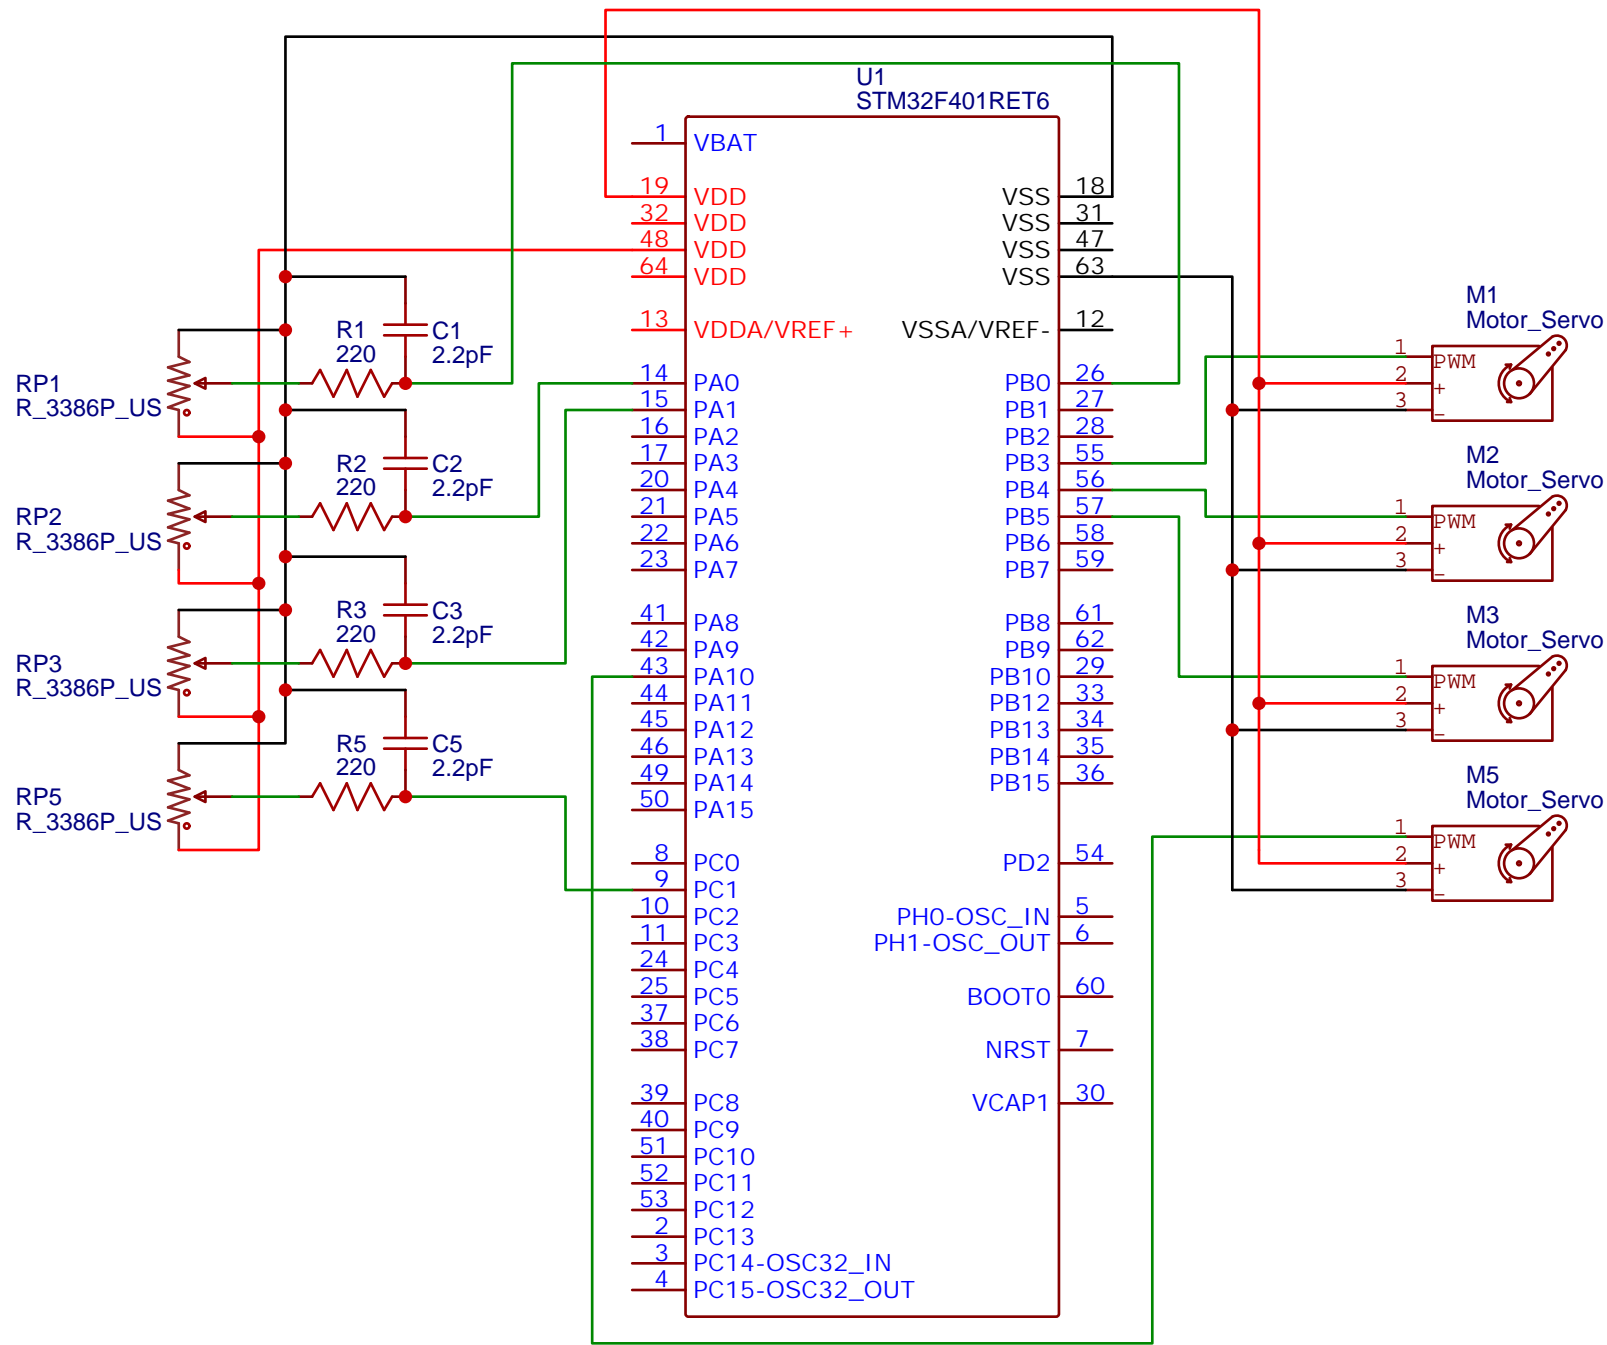 U1
STM32F401RET6
1 VBAT
19 VDD
32 VDD
48 VDD
64 VDD
13 VDDA/VREF+
14 PA0
15 PA1
16 PA2
17 PA3
20 PA4
21 PA5
22 PA6
23 PA7
41 PA8
42 PA9
43 PA10
44 PA11
45 PA12
46 PA13
49 PA14
50 PA15
8 PC0
9 PC1
10 PC2
11 PC3
24 PC4
25 PC5
37 PC6
38 PC7
39 PC8
40 PC9
51 PC10
52 PC11
53 PC12
2 PC13
3 PC14-OSC32_IN
4 PC15-OSC32_OUT
VSS 18
VSS 31
VSS 47
VSS 63
VSSA/VREF- 12
PB0 26
PB1 27
PB2 28
PB3 55
PB4 56
PB5 57
PB6 58
PB7 59
PB8 61
PB9 62
PB10 29
PB12 33
PB13 34
PB14 35
PB15 36
PD2 54
PH0-OSC_IN 5
PH1-OSC_OUT 6
BOOT0 60
NRST 7
VCAP1 30
RP1
R_3386P_US
R1
220
C1
2.2pF
RP2
R_3386P_US
R2
220
C2
2.2pF
RP3
R_3386P_US
R3
220
C3
2.2pF
RP5
R_3386P_US
R5
220
C5
2.2pF
M1
Motor_Servo
1 PWM
2 +
3 -
M2
Motor_Servo
1 PWM
2 +
3 -
M3
Motor_Servo
1 PWM
2 +
3 -
M5
Motor_Servo
1 PWM
2 +
3 -